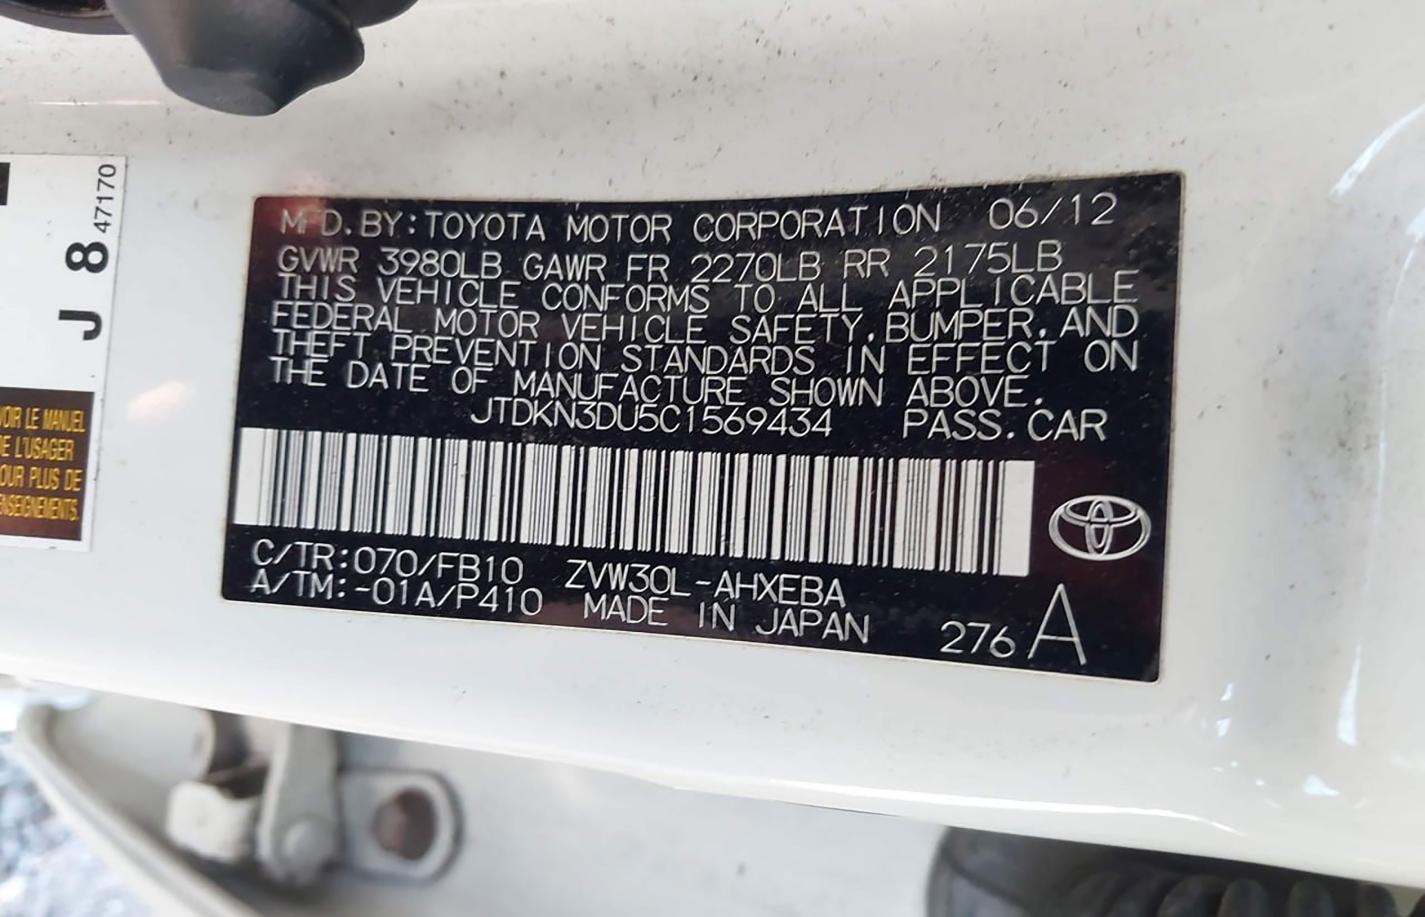 J 8
47170
VOIR LE MANUEL
DE L'USAGER
POUR PLUS DE
RENSEIGNEMENTS.
MFD.BY:TOYOTA MOTOR CORPORATION 06/12
GVWR 3980LB GAWR FR 2270LB RR 2175LB
THIS VEHICLE CONFORMS TO ALL APPLICABLE
FEDERAL MOTOR VEHICLE SAFETY,BUMPER,AND
THEFT PREVENTION STANDARDS IN EFFECT ON
THE DATE OF MANUFACTURE SHOWN ABOVE.
JTDKN3DU5C1569434 PASS.CAR
C/TR:070/FB10 ZVW30L-AHXEBA
A/TM:-01A/P410 MADE IN JAPAN
276 A